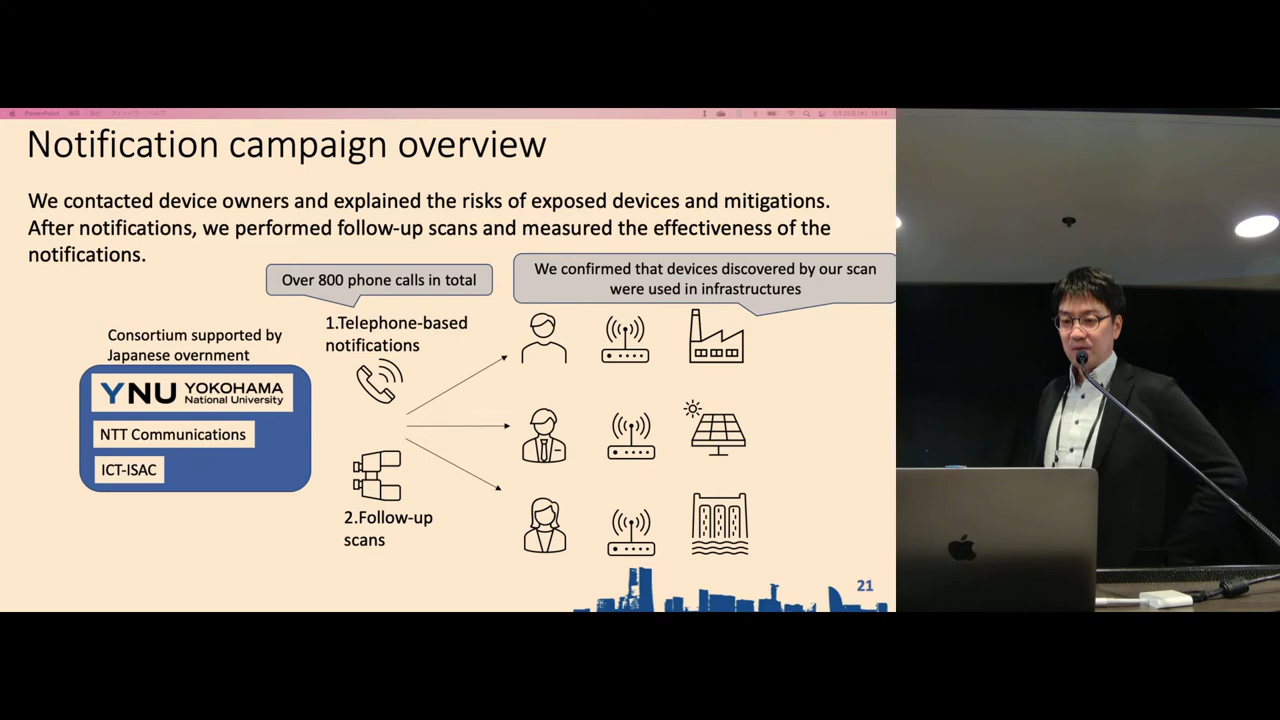 PowerPoint
Notification campaign overview
We contacted device owners and explained the risks of exposed devices and mitigations.
After notifications, we performed follow-up scans and measured the effectiveness of the
notifications.
Over 800 phone calls in total
We confirmed that devices discovered by our scan
were used in infrastructures
Consortium supported by
Japanese overnment
1.Telephone-based
notifications
YNU YOKOHAMA
National University
NTT Communications
ICT-ISAC
2.Follow-up
scans
21